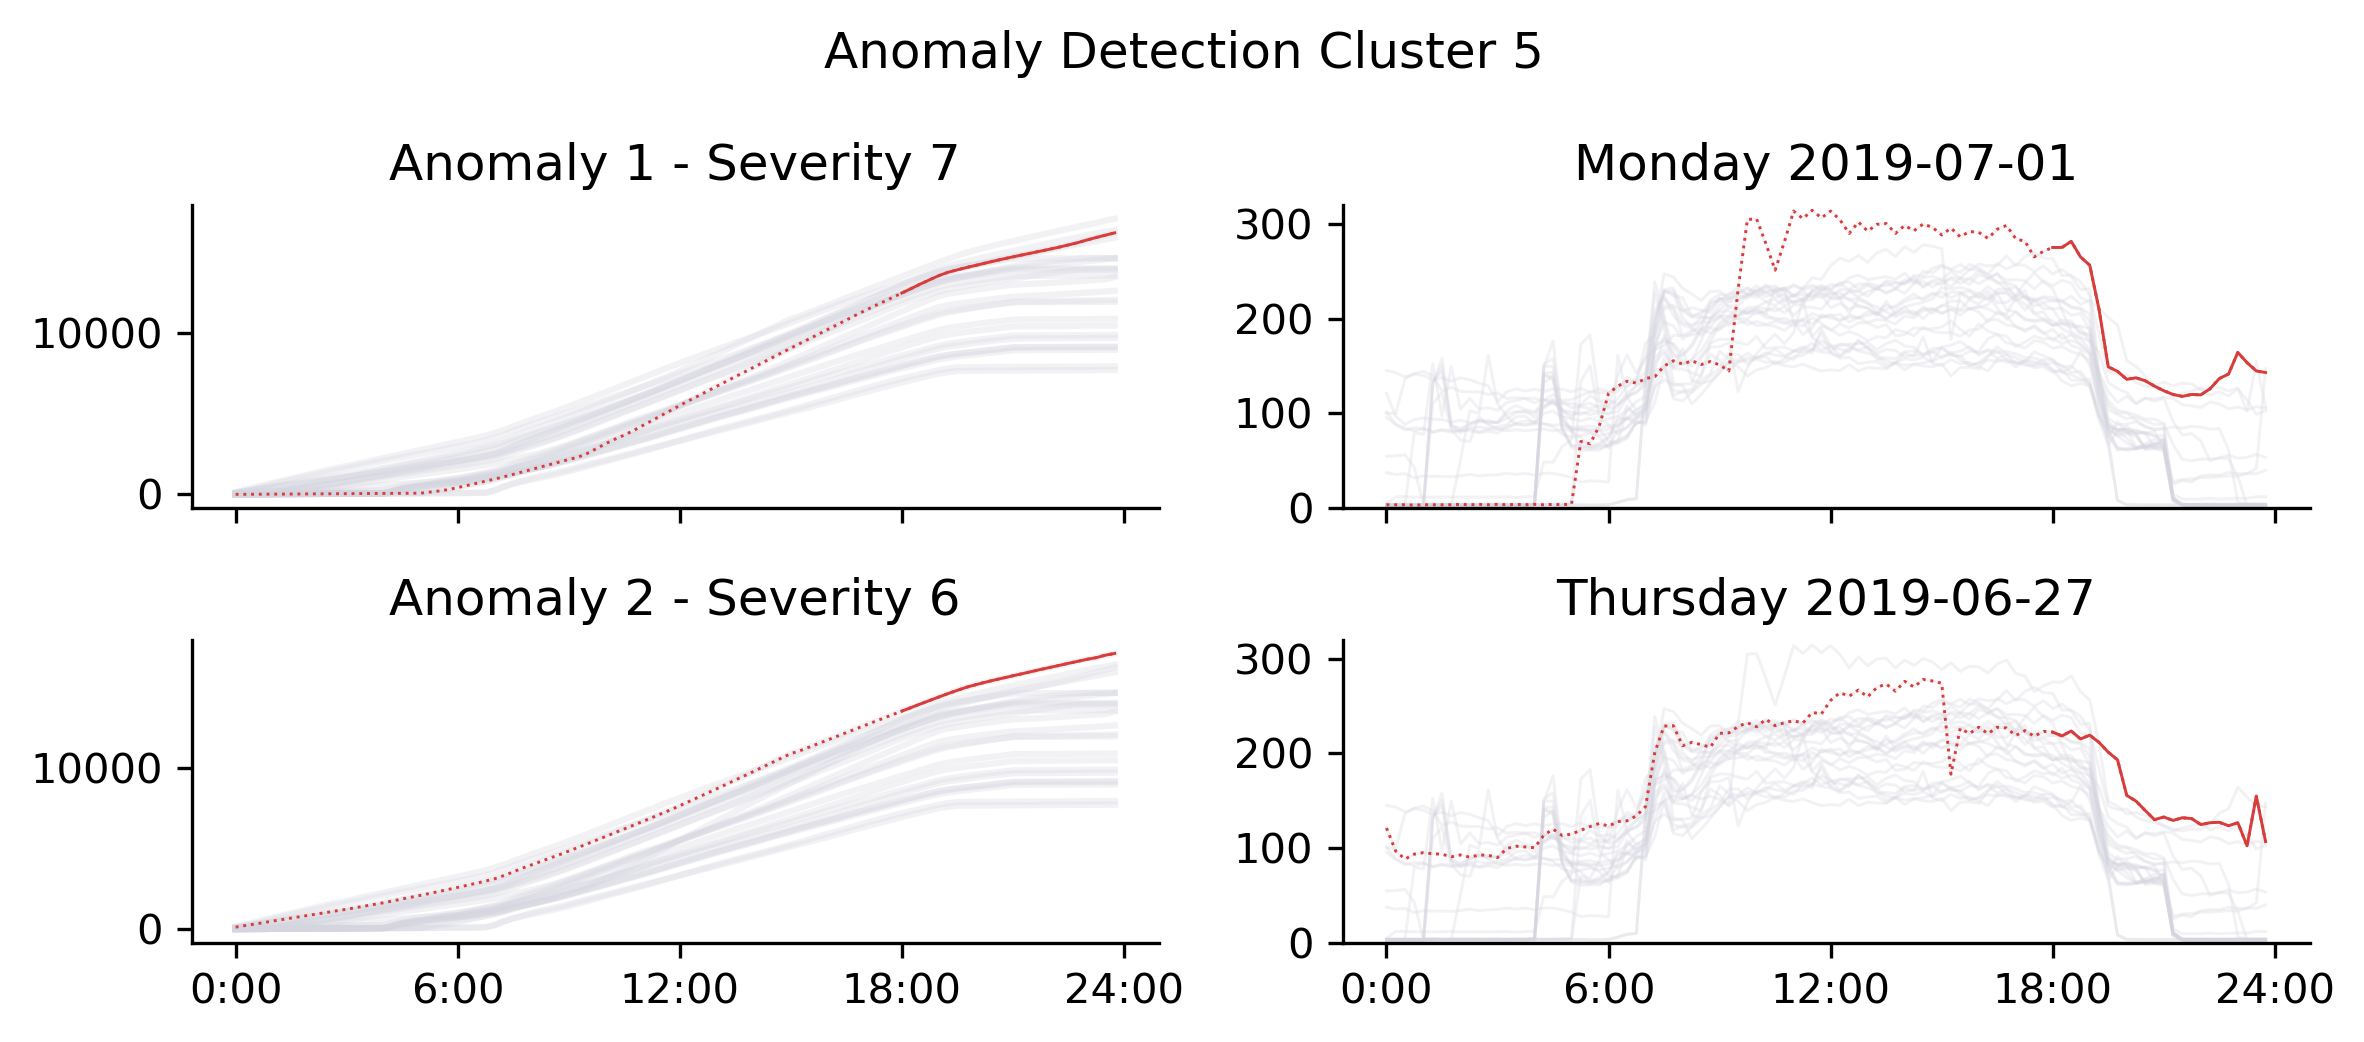 Anomaly Detection Cluster 5
Anomaly 1 - Severity 7
10000
0
Monday 2019-07-01
300
200
100
0
Anomaly 2 - Severity 6
10000
0
0:00 6:00 12:00 18:00 24:00
Thursday 2019-06-27
300
200
100
0
0:00 6:00 12:00 18:00 24:00